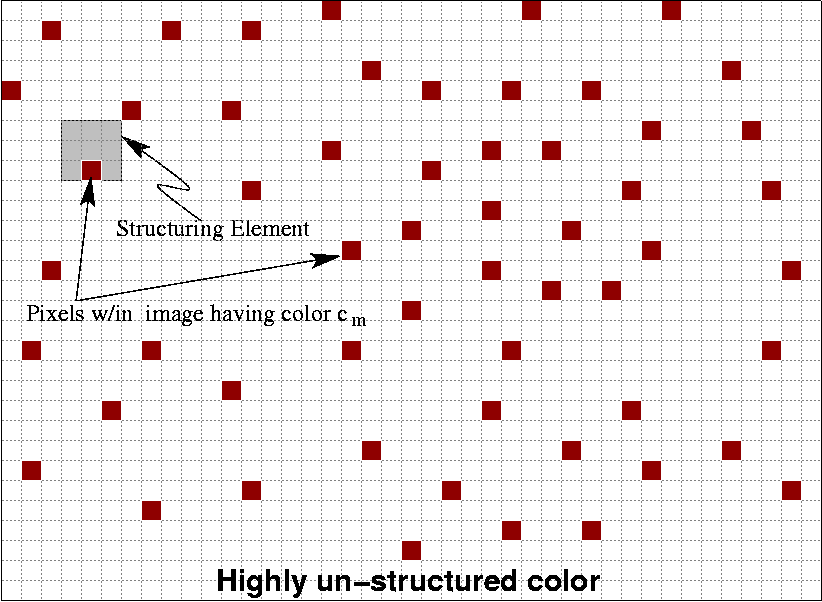 Structuring Element
Pixels w/in image having color c m
Highly un-structured color